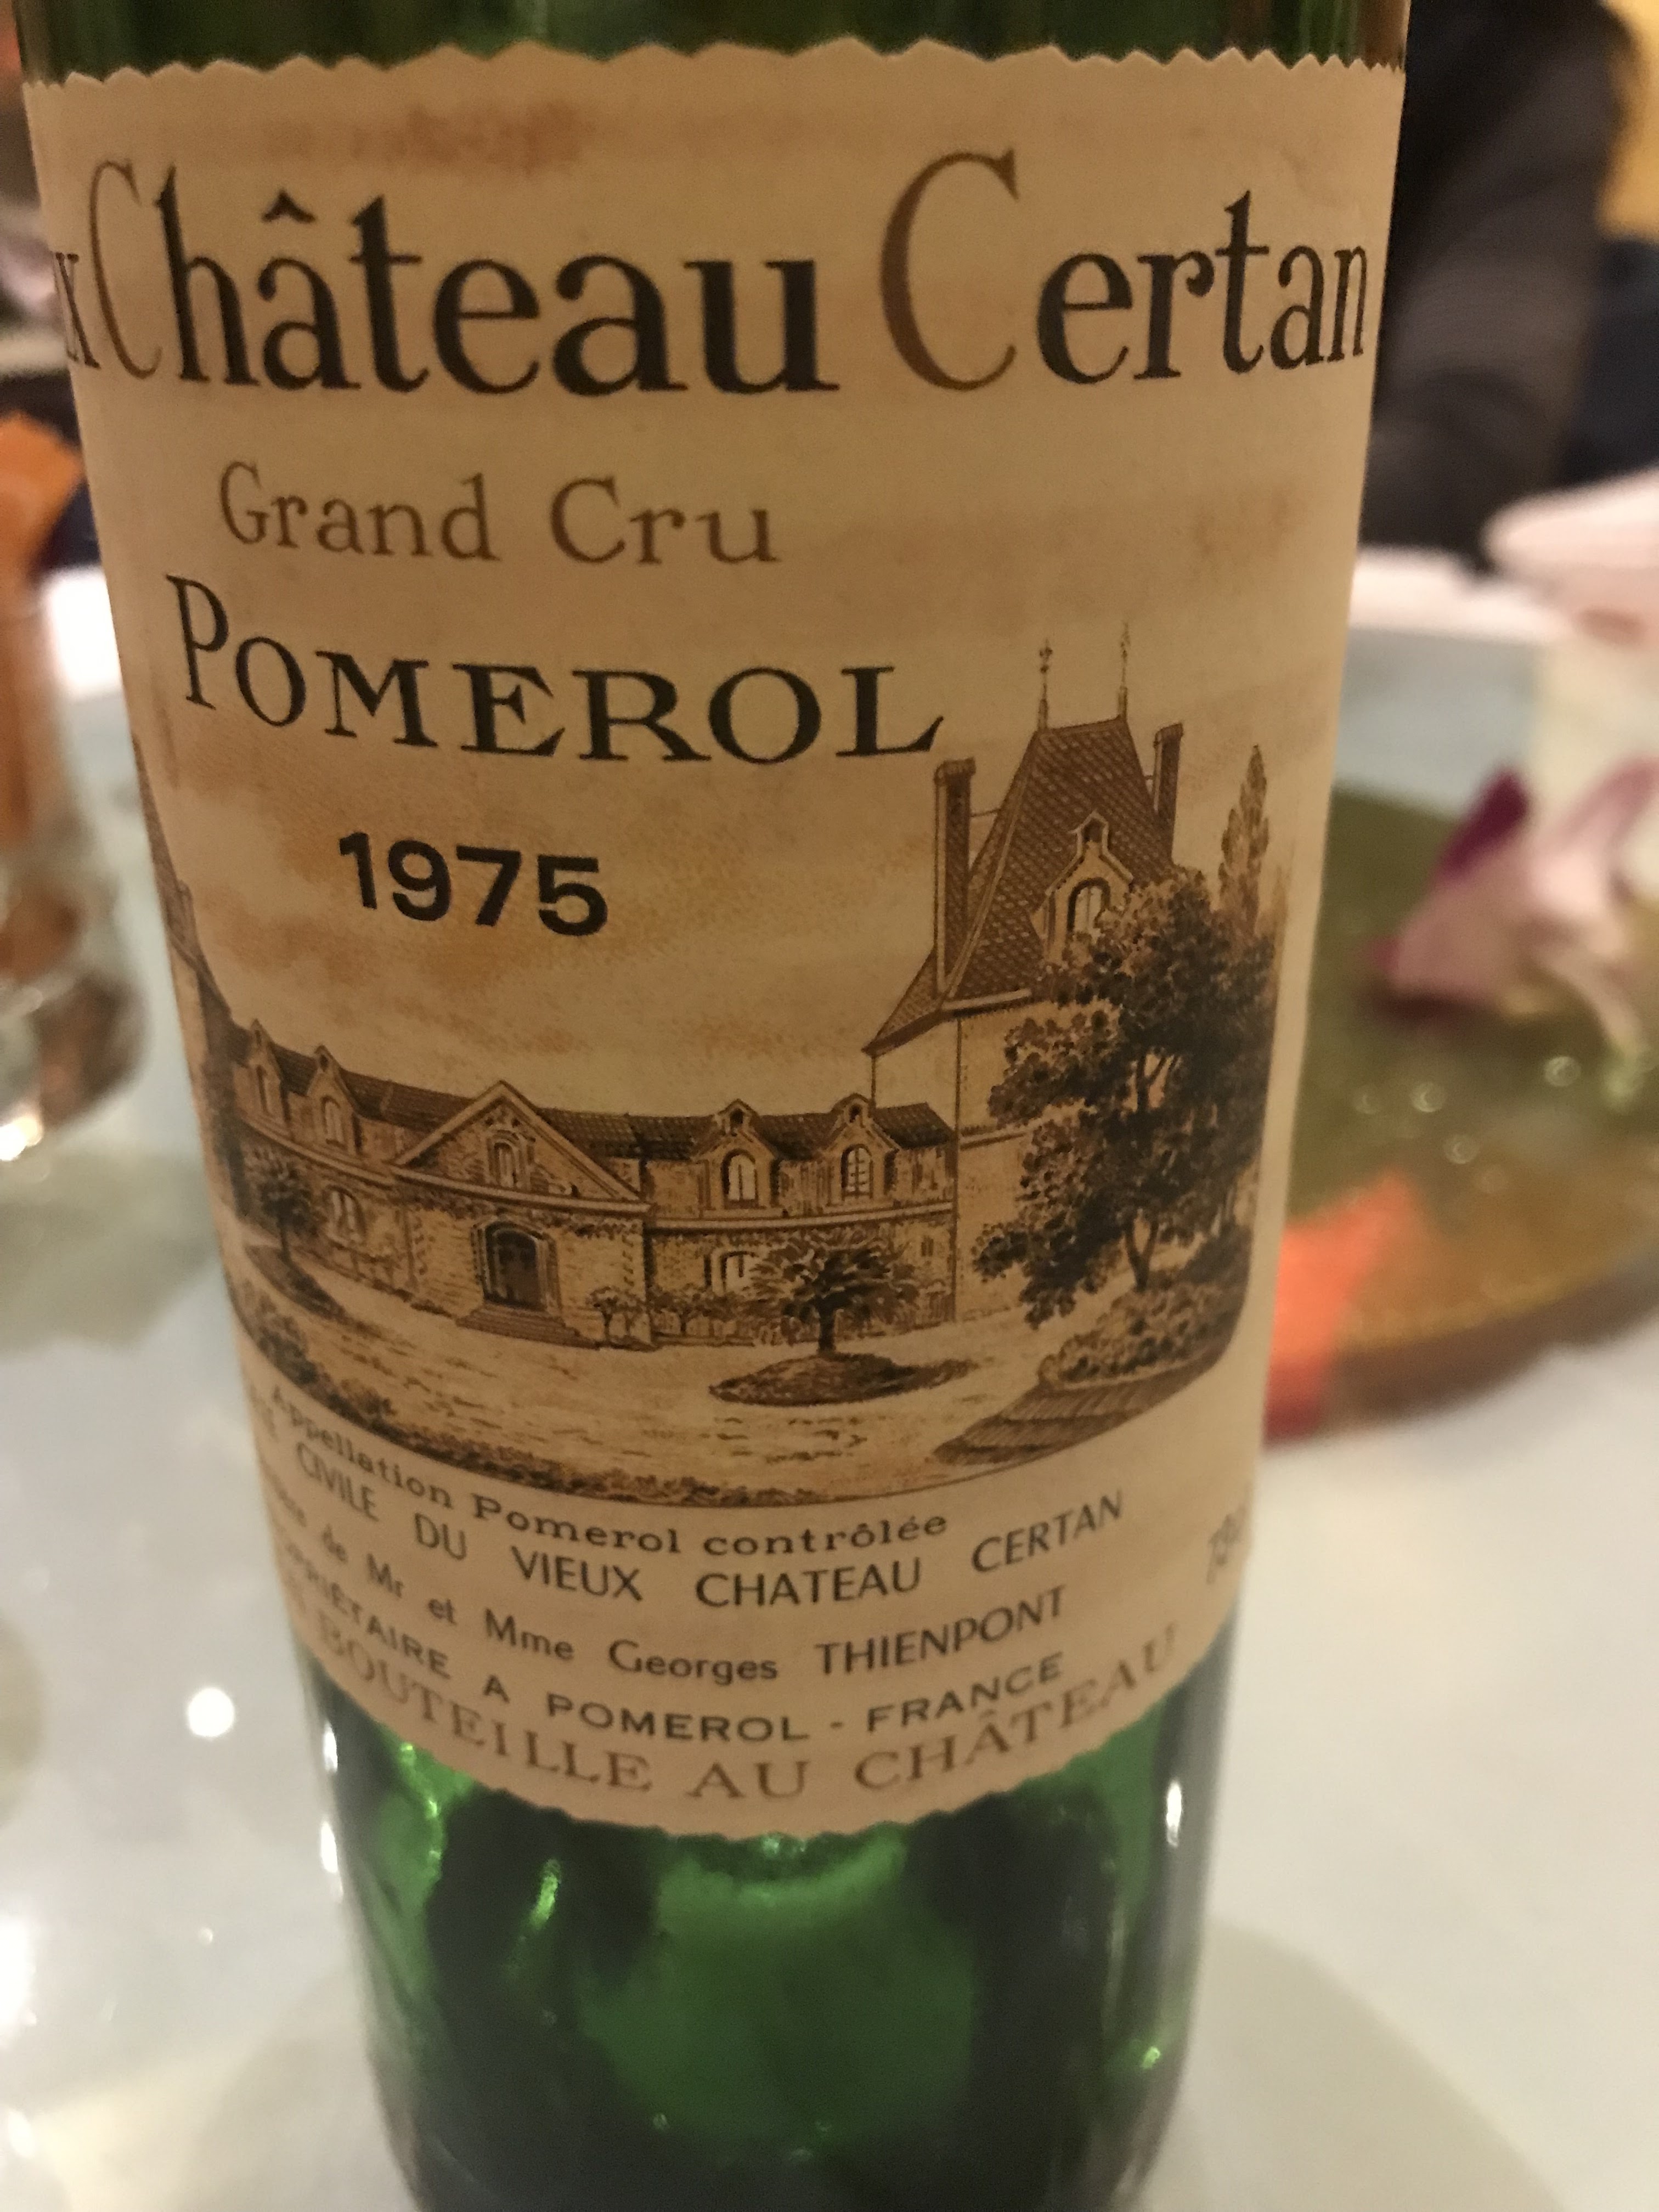 Château Certan
Grand Cru
POMEROL
1975
Appellation Pomerol contrôlée
CIVILE DU VIEUX CHATEAU CERTAN
de Mr et Mme Georges THIENPONT
A POMEROL - FRANCE
BOUTEILLE AU CHÂTEAU